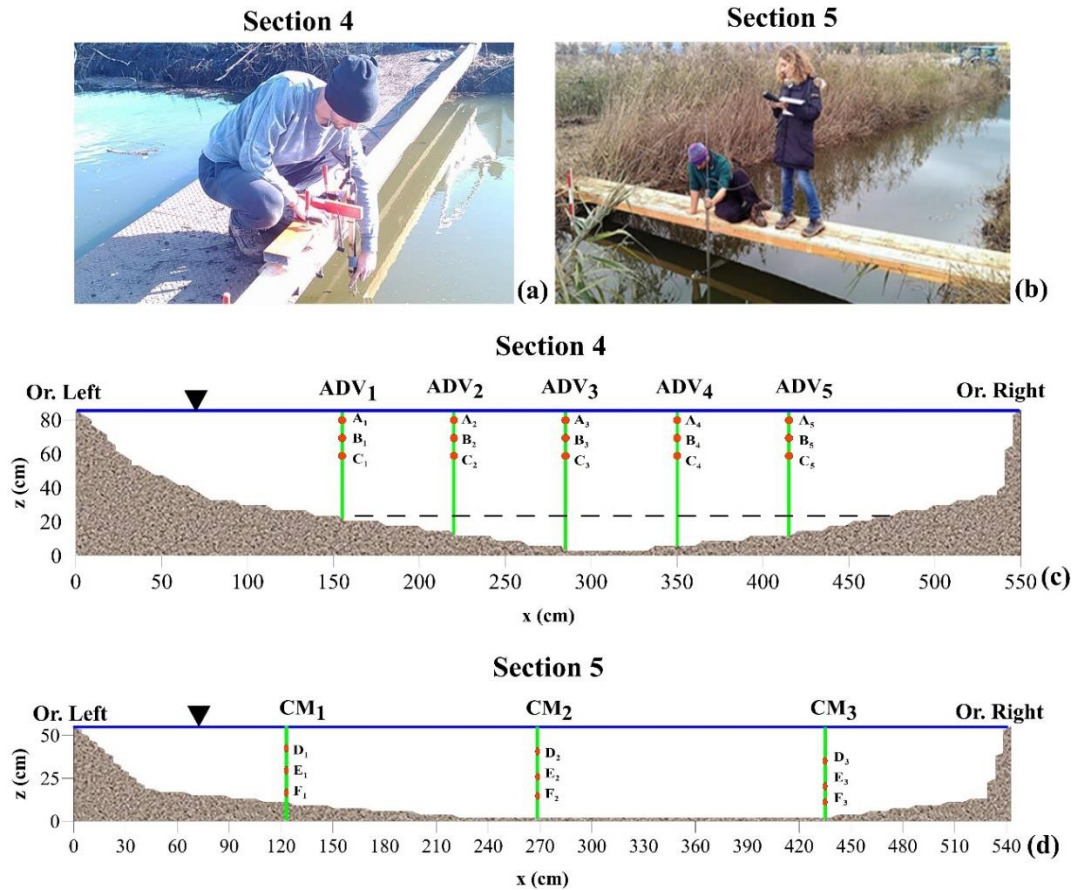 Section 4
Section 5
(a)
(b)
Section 4
Or. Left
ADV1
ADV2
ADV3
ADV4
ADV5
Or. Right
80
60
40
20
0
z (cm)
A1
B1
C1
A2
B2
C2
A3
B3
C3
A4
B4
C4
A5
B5
C5
0 50 100 150 200 250 300 350 400 450 500 550
(c)
x (cm)
Section 5
Or. Left
CM1
CM2
CM3
Or. Right
50
25
0
z (cm)
D1
E1
F1
D2
E2
F2
D3
E3
F3
0 30 60 90 120 150 180 210 240 270 300 330 360 390 420 450 480 510 540
(d)
x (cm)